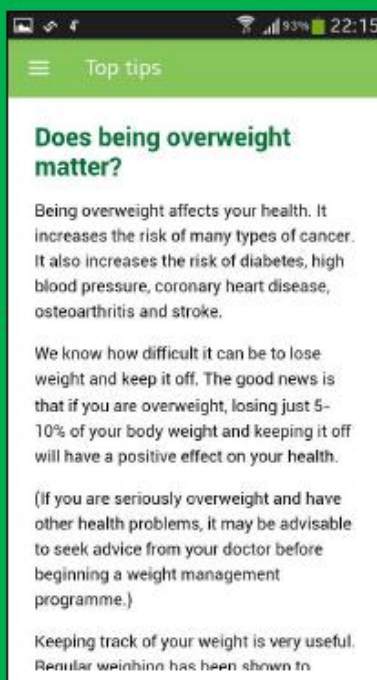 93% 22:15
Top tips
Does being overweight
matter?
Being overweight affects your health. It
increases the risk of many types of cancer.
It also increases the risk of diabetes, high
blood pressure, coronary heart disease,
osteoarthritis and stroke.
We know how difficult it can be to lose
weight and keep it off. The good news is
that if you are overweight, losing just 5-
10% of your body weight and keeping it off
will have a positive effect on your health.
(If you are seriously overweight and have
other health problems, it may be advisable
to seek advice from your doctor before
beginning a weight management
programme.)
Keeping track of your weight is very useful.
Regular weighing has been shown to